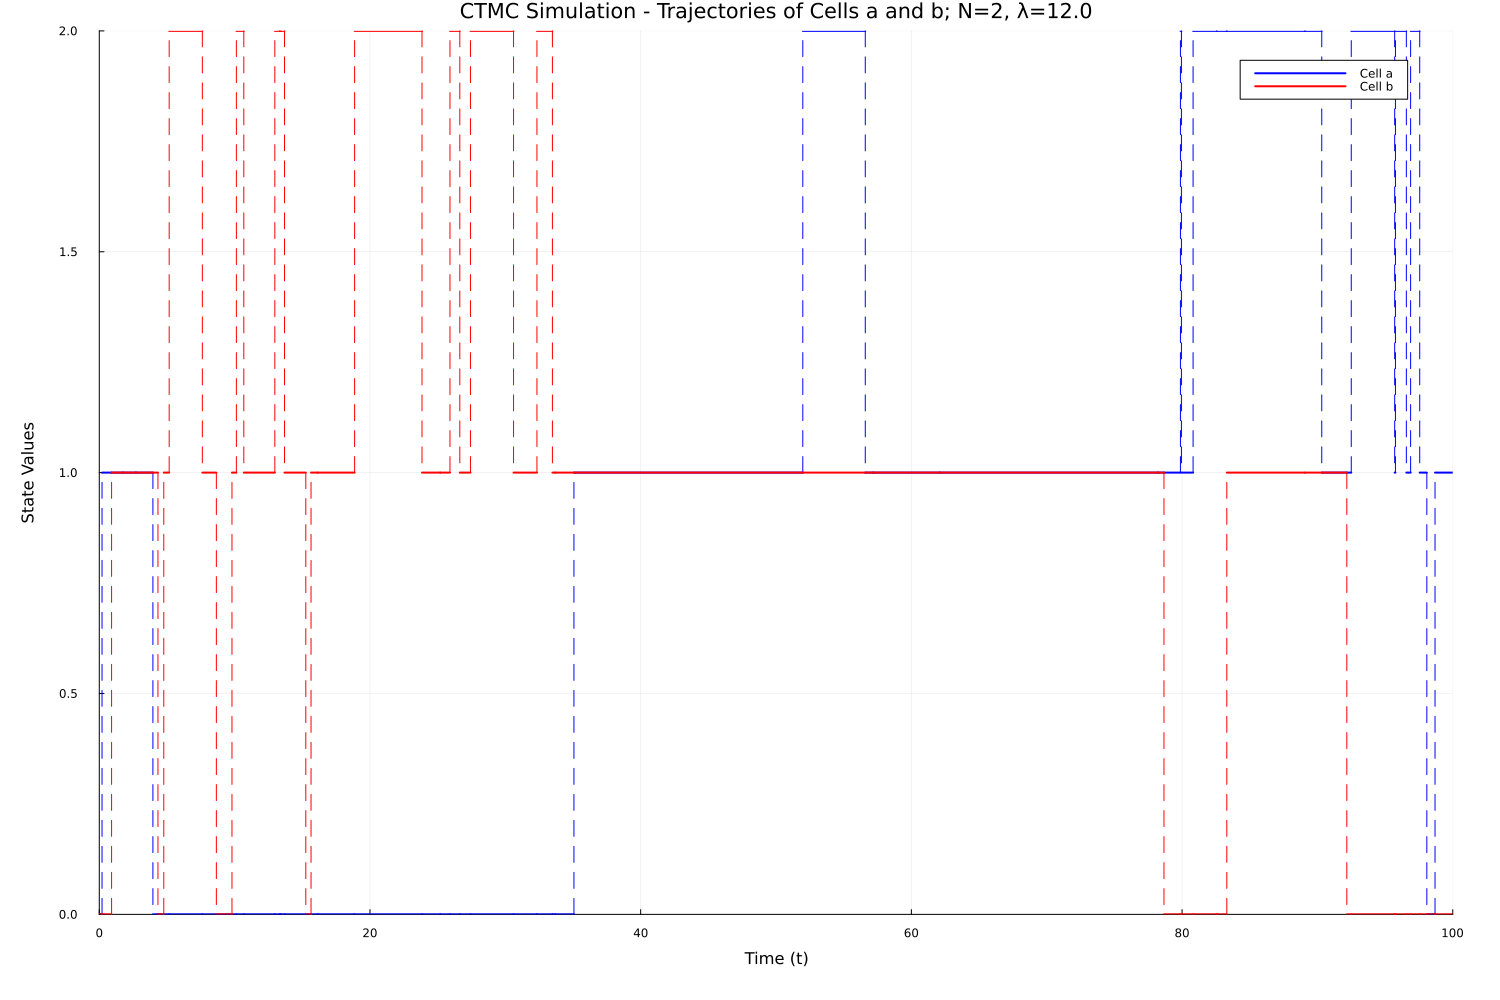 CTMC Simulation - Trajectories of Cells a and b; N=2, λ=12.0
2.0
Cell a
Cell b
1.5
State Values
1.0
0.5
0.0
0 20 40 60 80 100
Time (t)